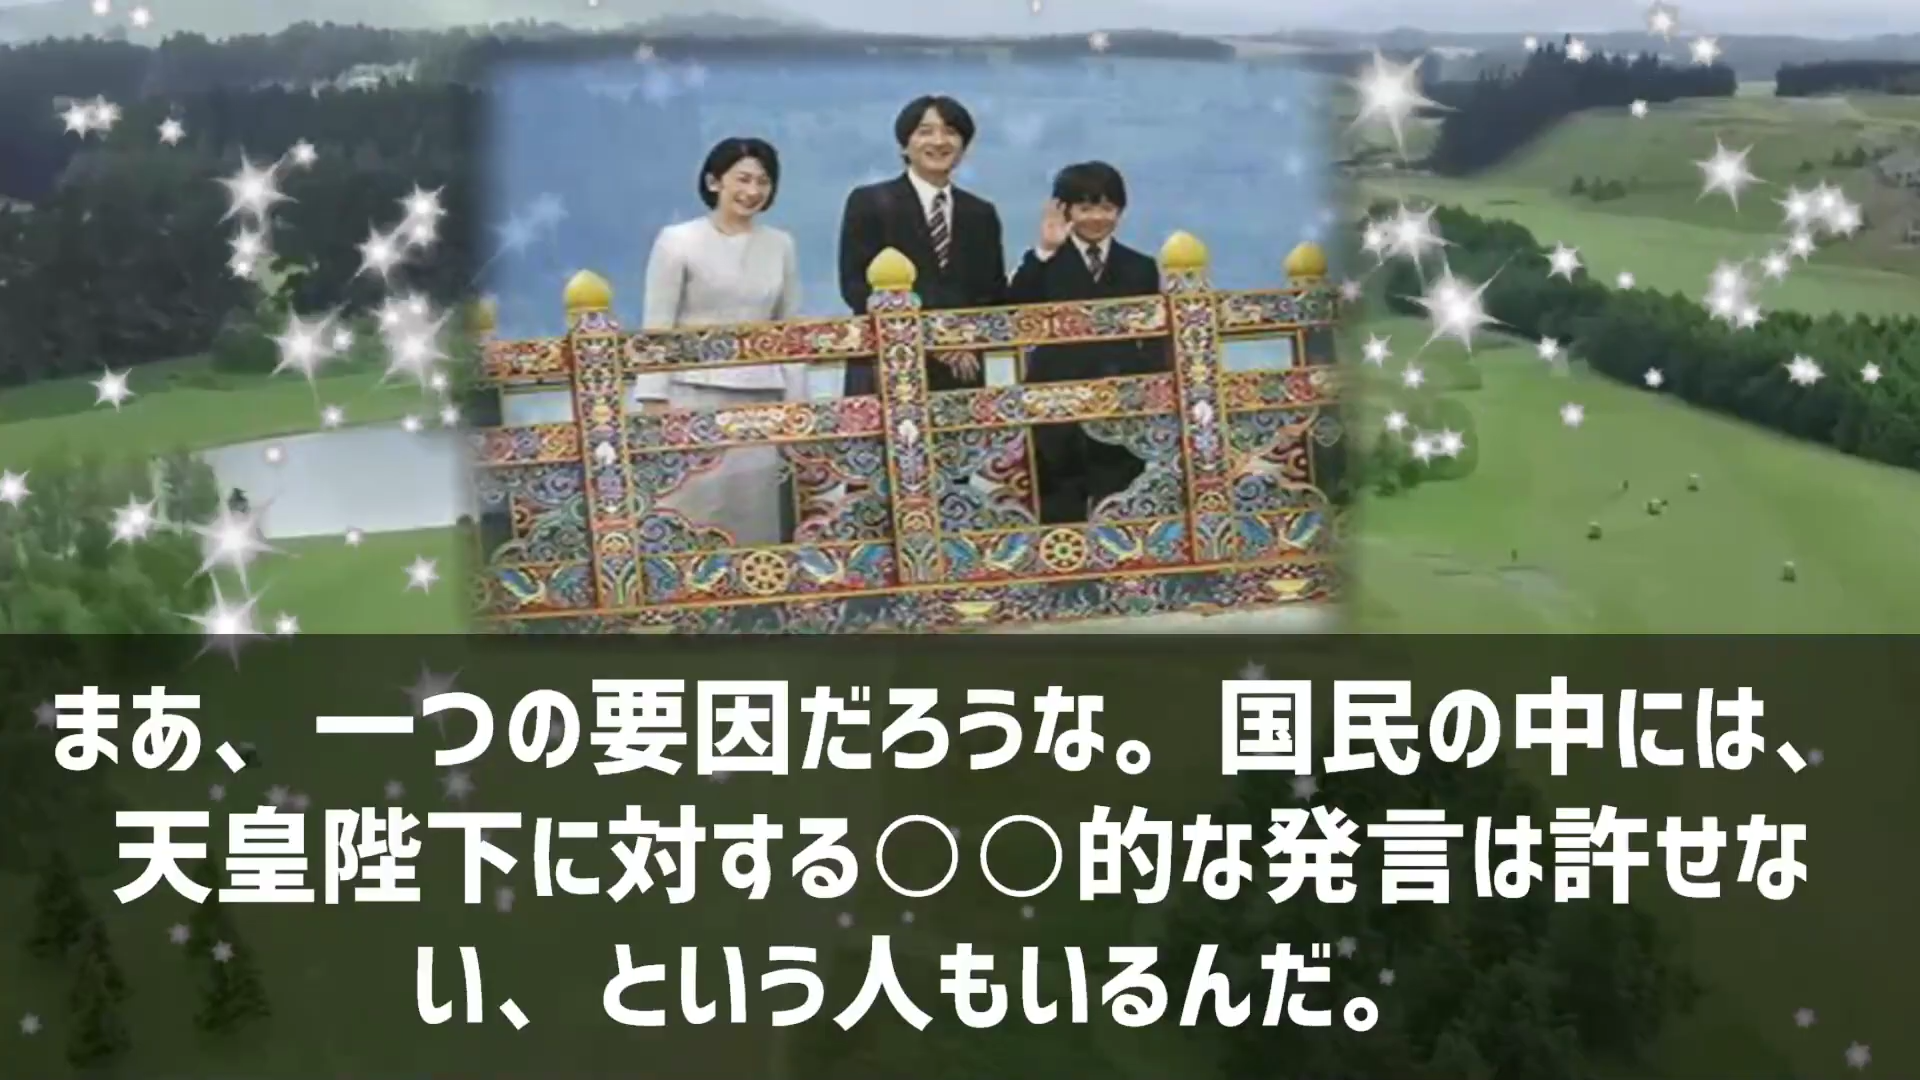 まあ、一つの要因だろうな。国民の中には、
天皇陛下に対する○○的な発言は許せな
い、という人もいるんだ。